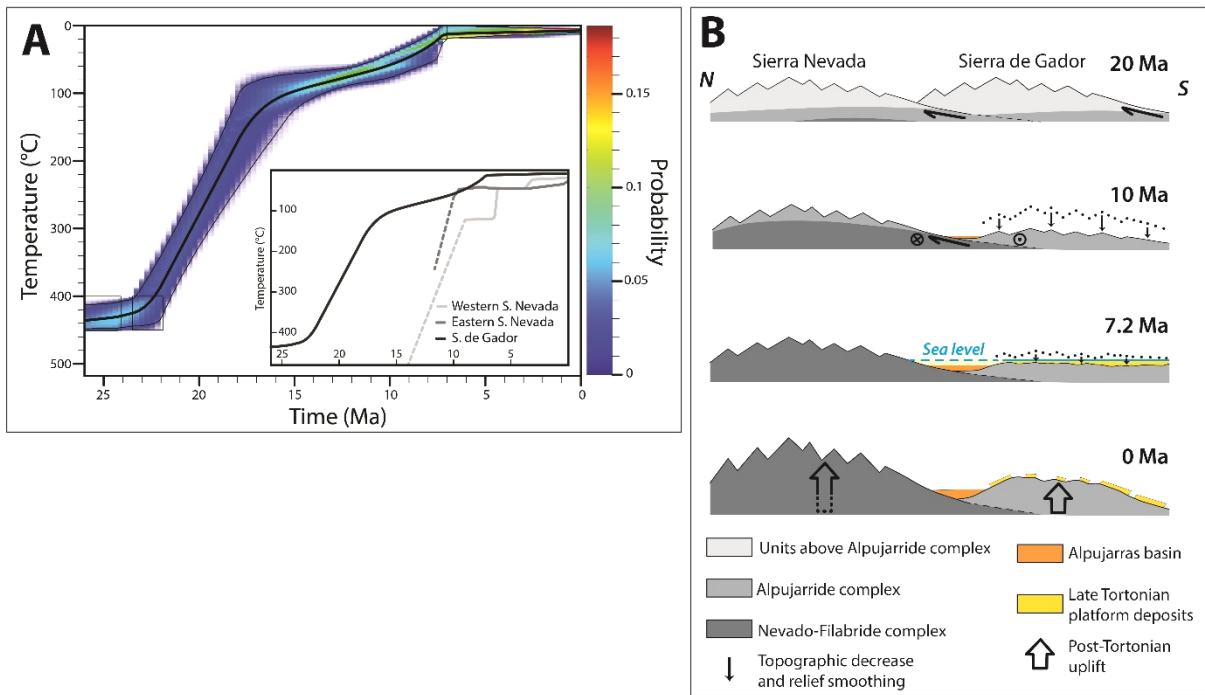 A
Temperature (°C)
0
100
200
300
400
500
25
20
15
10
5
0
Time (Ma)
Probability
0.15
0.1
0.05
0
Temperature (°C)
100
200
300
400
25
20
15
10
5
Western S. Nevada
Eastern S. Nevada
S. de Gador
B
Sierra Nevada
Sierra de Gador
20 Ma
N
S
10 Ma
7.2 Ma
Sea level
0 Ma
Units above Alpujarride complex
Alpujarride complex
Nevado-Filabride complex
Topographic decrease
and relief smoothing
Alpujarras basin
Late Tortonian
platform deposits
Post-Tortonian
uplift